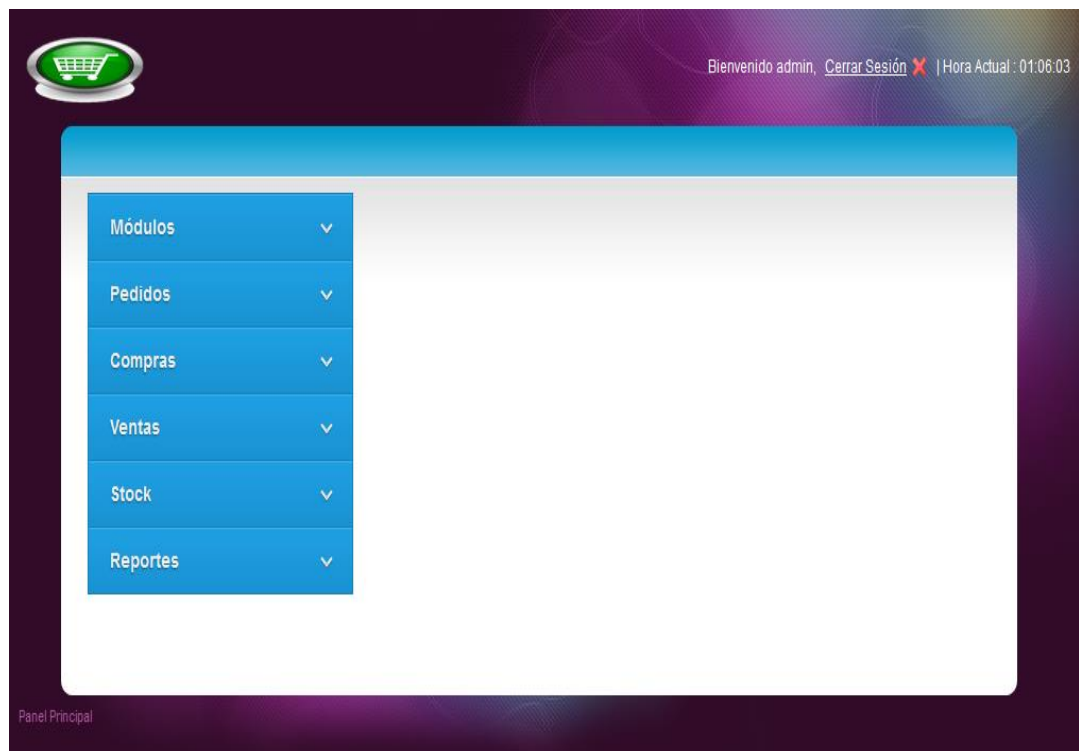 Bienvenido admin, Cerrar Sesión | Hora Actual : 01:06:03
Módulos
Pedidos
Compras
Ventas
Stock
Reportes
Panel Principal